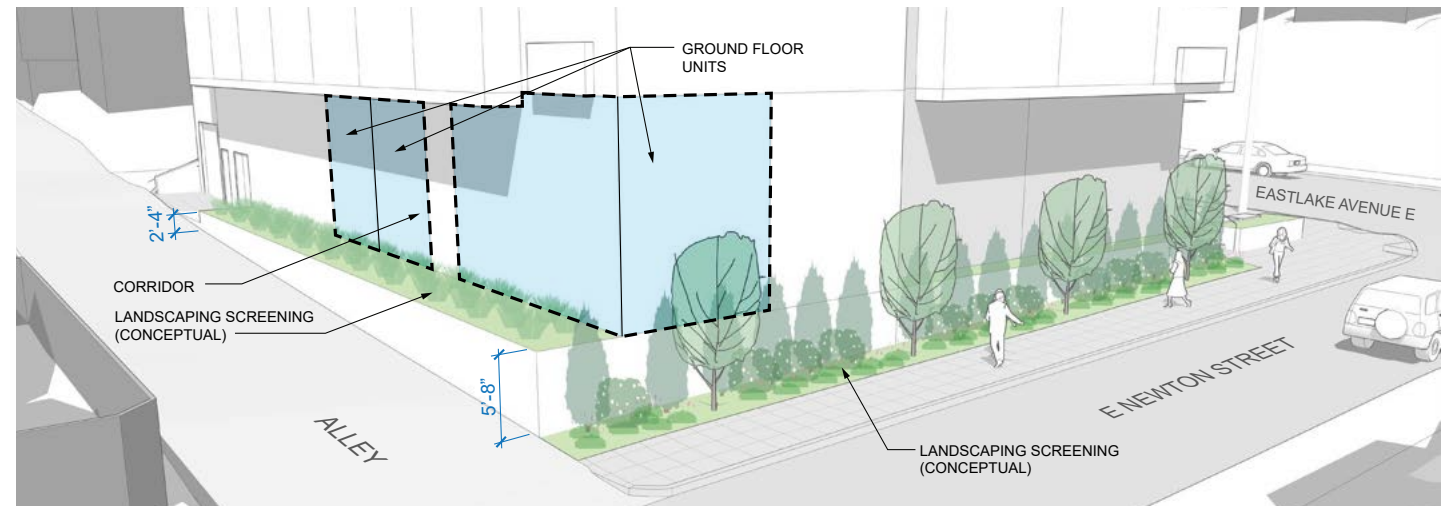 GROUND FLOOR
UNITS
EASTLAKE AVENUE E
2'-4"
CORRIDOR
LANDSCAPING SCREENING
(CONCEPTUAL)
5'-8"
E NEWTON STREET
ALLEY
LANDSCAPING SCREENING
(CONCEPTUAL)